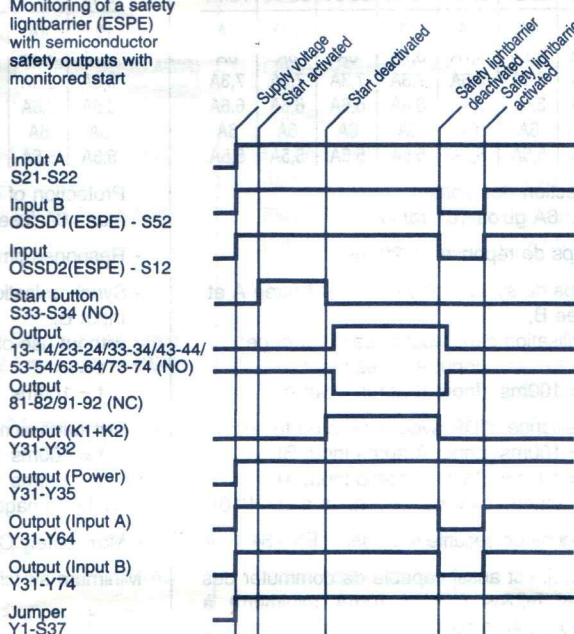 Monitoring of a safety
lightbarrier (ESPE)
with semiconductor
safety outputs with
monitored start
Supply voltage
Start activated
Start deactivated
Safety lightbarrier
deactivated
Safety lightbarrier
activated
Input A
S21-S22
Input B
OSSD1(ESPE) - S52
Input
OSSD2(ESPE) - S12
Start button
S33-S34 (NO)
Output
13-14/23-24/33-34/43-44/
53-54/63-64/73-74 (NO)
Output
81-82/91-92 (NC)
Output (K1+K2)
Y31-Y32
Output (Power)
Y31-Y35
Output (Input A)
Y31-Y64
Output (Input B)
Y31-Y74
Jumper
Y1-S37